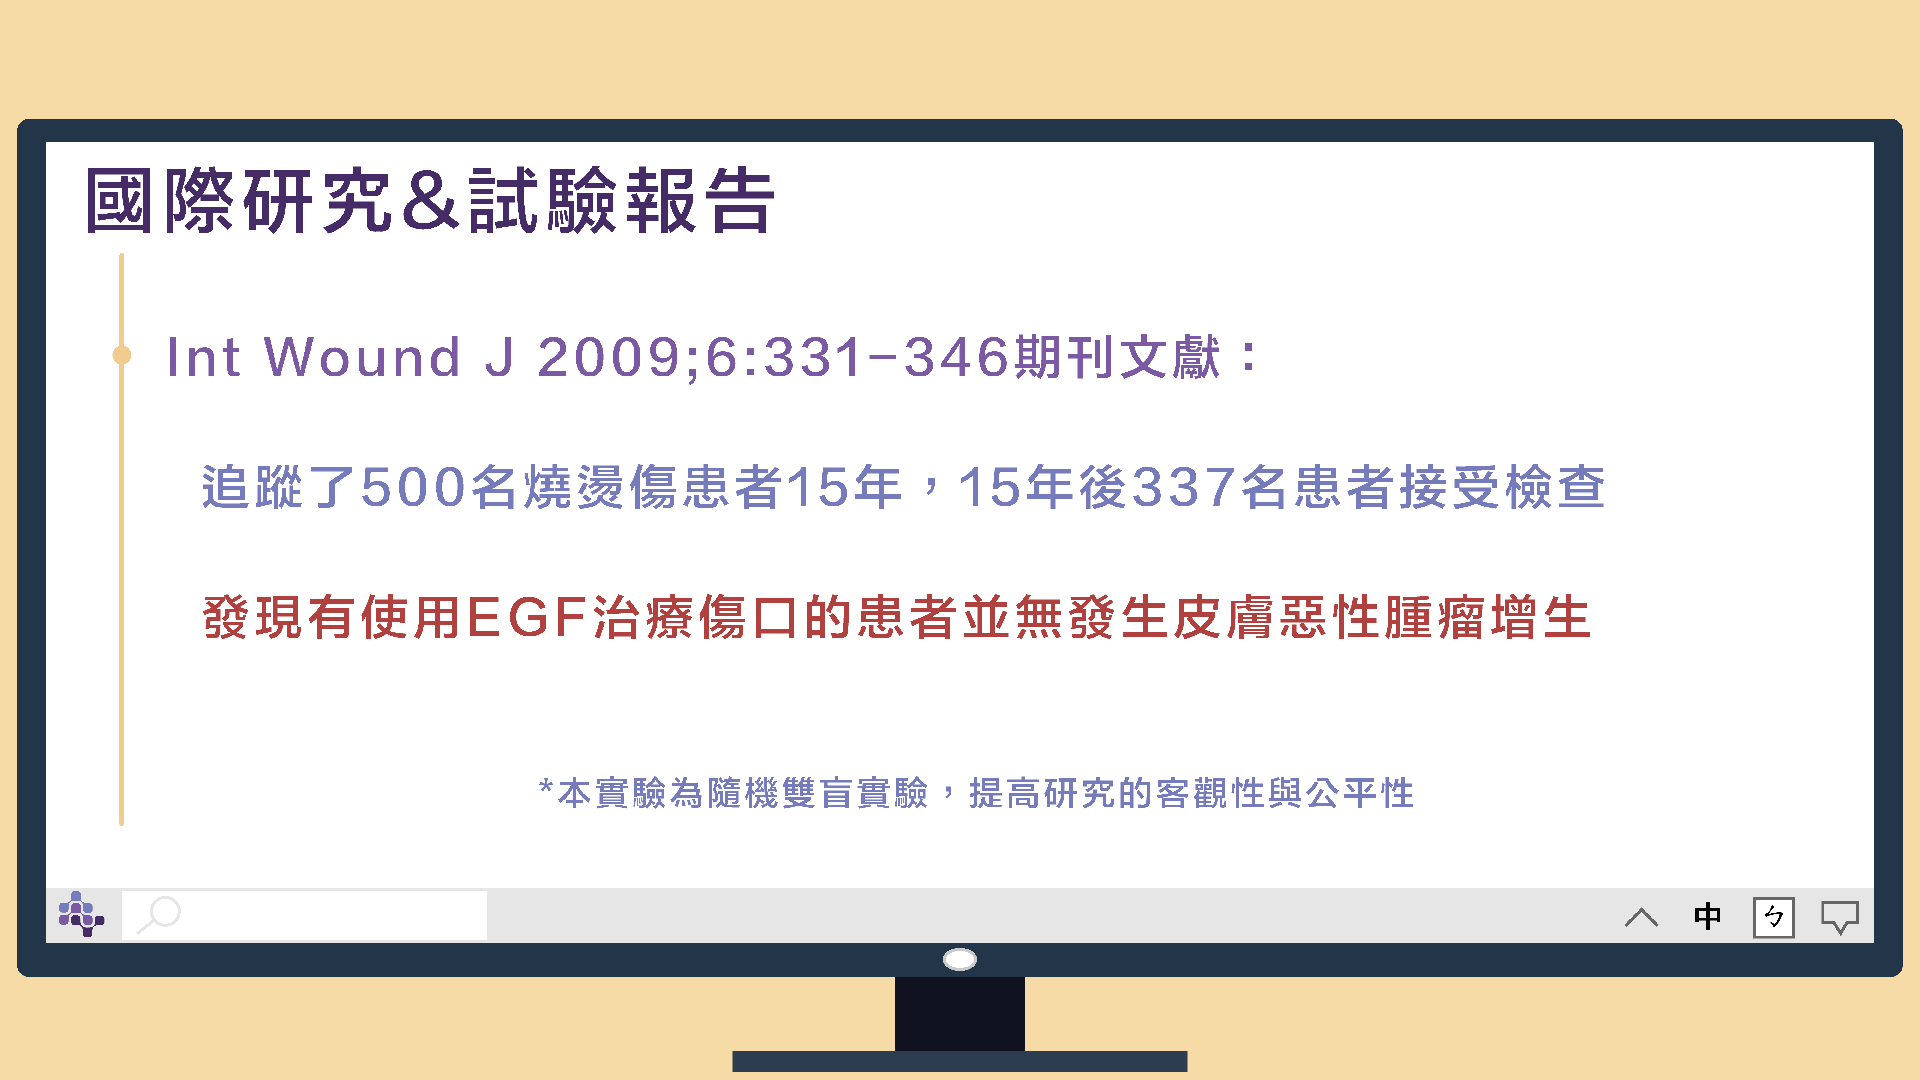 國際研究&試驗報告
Int Wound J 2009;6:331-346期刊文獻：
追蹤了500名燒燙傷患者15年，15年後337名患者接受檢查
發現有使用EGF治療傷口的患者並無發生皮膚惡性腫瘤增生
*本實驗為隨機雙盲實驗，提高研究的客觀性與公平性
中
ㄅ